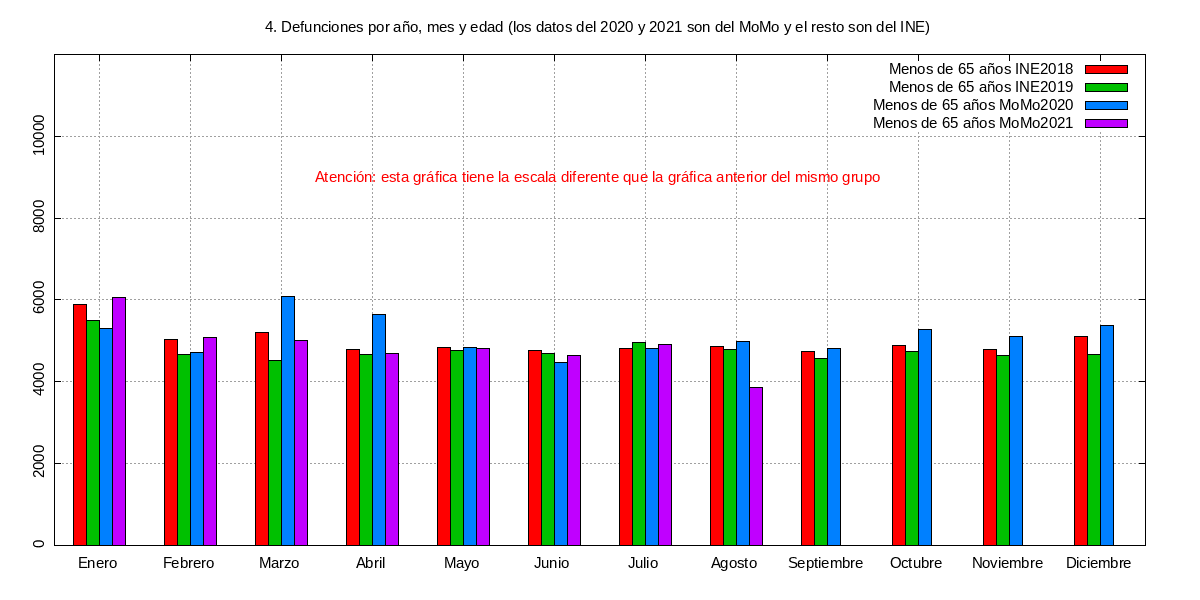 4. Defunciones por año, mes y edad (los datos del 2020 y 2021 son del MoMo y el resto son del INE)
Menos de 65 años INE2018
Menos de 65 años INE2019
Menos de 65 años MoMo2020
Menos de 65 años MoMo2021
Atención: esta gráfica tiene la escala diferente que la gráfica anterior del mismo grupo
10000
8000
6000
4000
2000
0
Enero Febrero Marzo Abril Mayo Junio Julio Agosto Septiembre Octubre Noviembre Diciembre